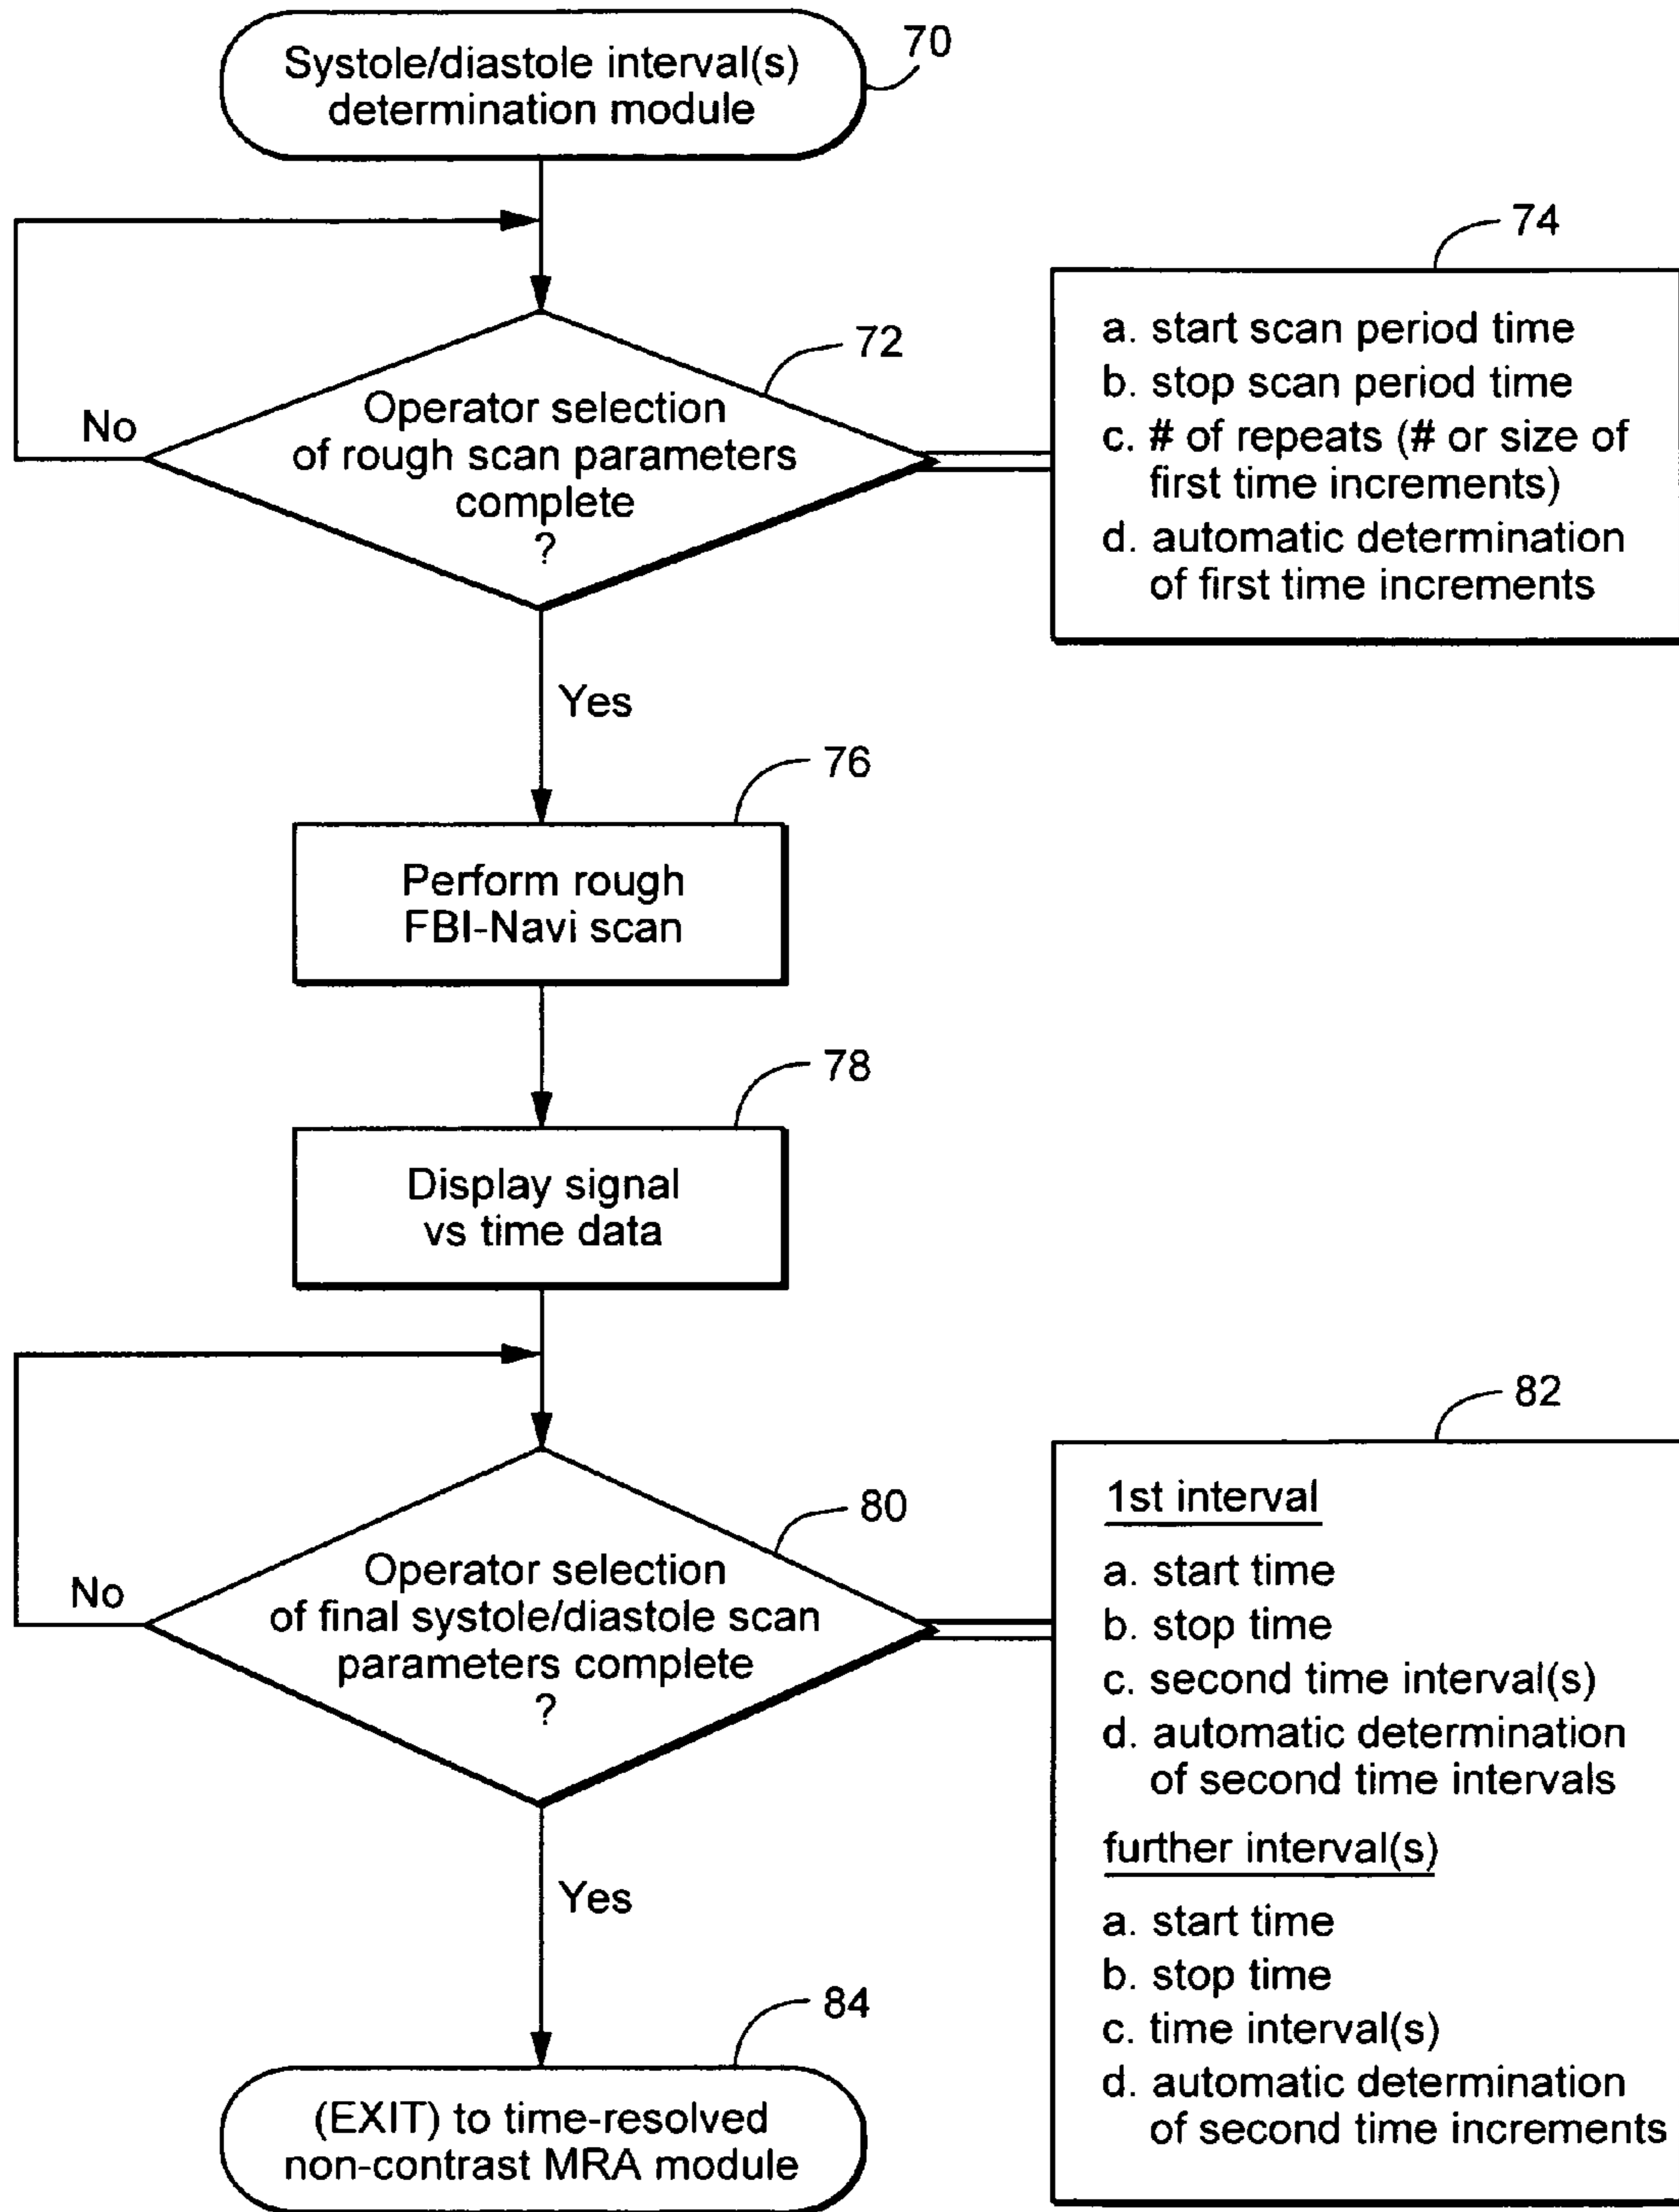 Systole/diastole interval(s)
determination module
70
72
Operator selection
of rough scan parameters
complete
?
No
Yes
74
a. start scan period time
b. stop scan period time
c. # of repeats (# or size of
first time increments)
d. automatic determination
of first time increments
76
Perform rough
FBI-Navi scan
78
Display signal
vs time data
80
Operator selection
of final systole/diastole scan
parameters complete
?
No
Yes
82
1st interval
a. start time
b. stop time
c. second time interval(s)
d. automatic determination
of second time intervals
further interval(s)
a. start time
b. stop time
c. time interval(s)
d. automatic determination
of second time increments
84
(EXIT) to time-resolved
non-contrast MRA module